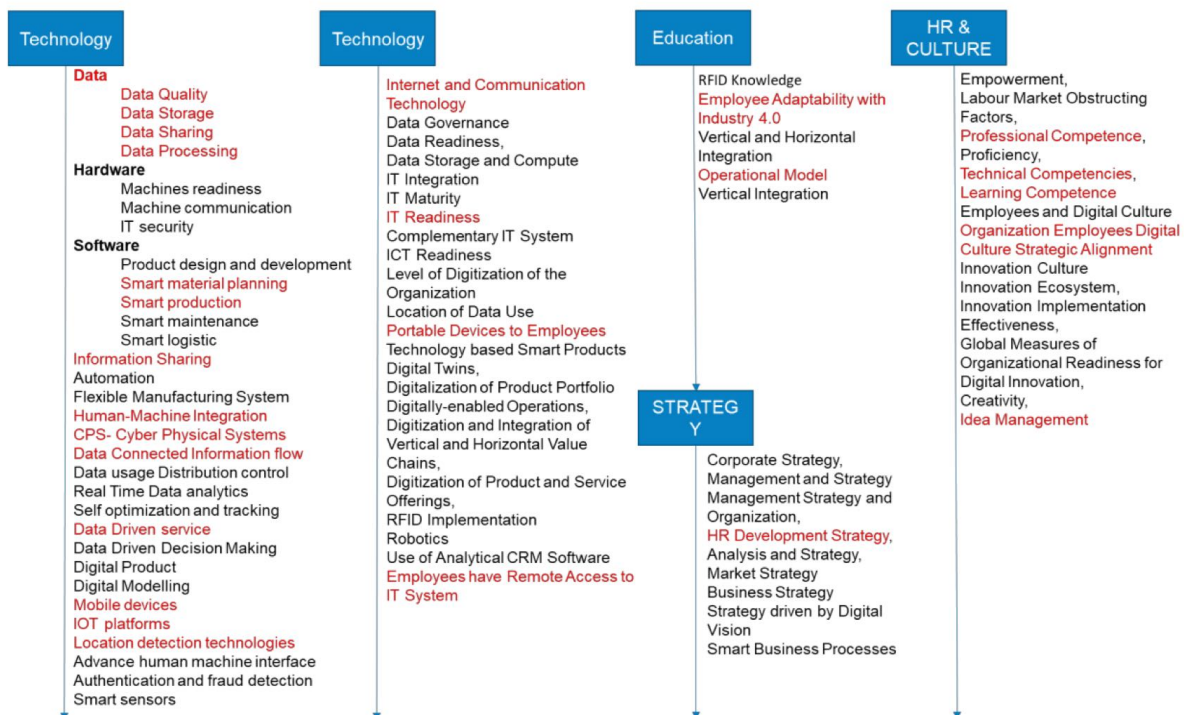 Technology
Data
Data Quality
Data Storage
Data Sharing
Data Processing
Hardware
Machines readiness
Machine communication
IT security
Software
Product design and development
Smart material planning
Smart production
Smart maintenance
Smart logistic
Information Sharing
Automation
Flexible Manufacturing System
Human-Machine Integration
CPS- Cyber Physical Systems
Data Connected Information flow
Data usage Distribution control
Real Time Data analytics
Self optimization and tracking
Data Driven service
Data Driven Decision Making
Digital Product
Digital Modelling
Mobile devices
IOT platforms
Location detection technologies
Advance human machine interface
Authentication and fraud detection
Smart sensors
Technology
Internet and Communication
Technology
Data Governance
Data Readiness,
Data Storage and Compute
IT Integration
IT Maturity
IT Readiness
Complementary IT System
ICT Readiness
Level of Digitization of the
Organization
Location of Data Use
Portable Devices to Employees
Technology based Smart Products
Digital Twins,
Digitalization of Product Portfolio
Digitally-enabled Operations,
Digitization and Integration of
Vertical and Horizontal Value
Chains,
Digitization of Product and Service
Offerings,
RFID Implementation
Robotics
Use of Analytical CRM Software
Employees have Remote Access to
IT System
Education
RFID Knowledge
Employee Adaptability with
Industry 4.0
Vertical and Horizontal
Integration
Operational Model
Vertical Integration
STRATEG
Y
Corporate Strategy,
Management and Strategy
Management Strategy and
Organization,
HR Development Strategy,
Analysis and Strategy,
Market Strategy
Business Strategy
Strategy driven by Digital
Vision
Smart Business Processes
HR &
CULTURE
Empowerment,
Labour Market Obstructing
Factors,
Professional Competence,
Proficiency,
Technical Competencies,
Learning Competence
Employees and Digital Culture
Organization Employees Digital
Culture Strategic Alignment
Innovation Culture
Innovation Ecosystem,
Innovation Implementation
Effectiveness,
Global Measures of
Organizational Readiness for
Digital Innovation,
Creativity,
Idea Management